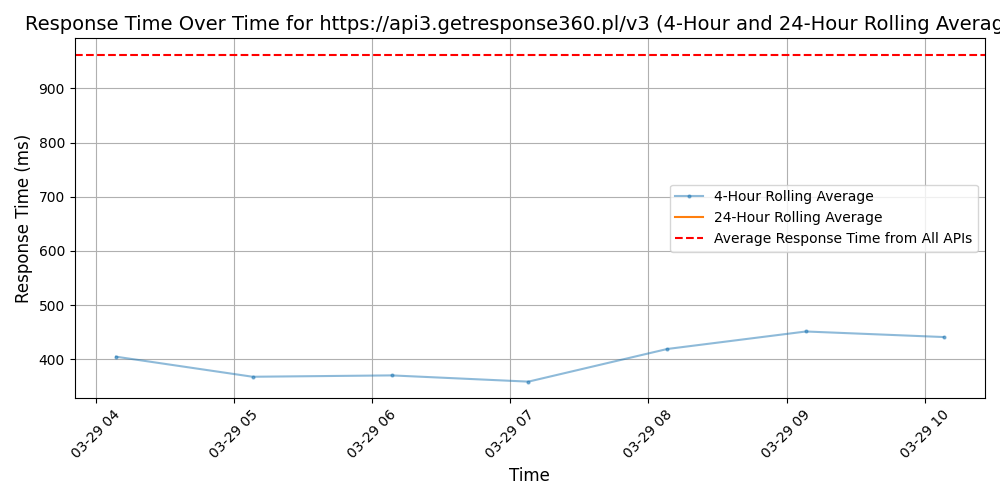 Response Time Over Time for https://api3.getresponse360.pl/v3 (4-Hour and 24-Hour Rolling Averag
Response Time (ms)
900
800
700
600
500
400
4-Hour Rolling Average
24-Hour Rolling Average
Average Response Time from All APIs
03-29 04
03-29 05
03-29 06
03-29 07
03-29 08
03-29 09
03-29 10
Time